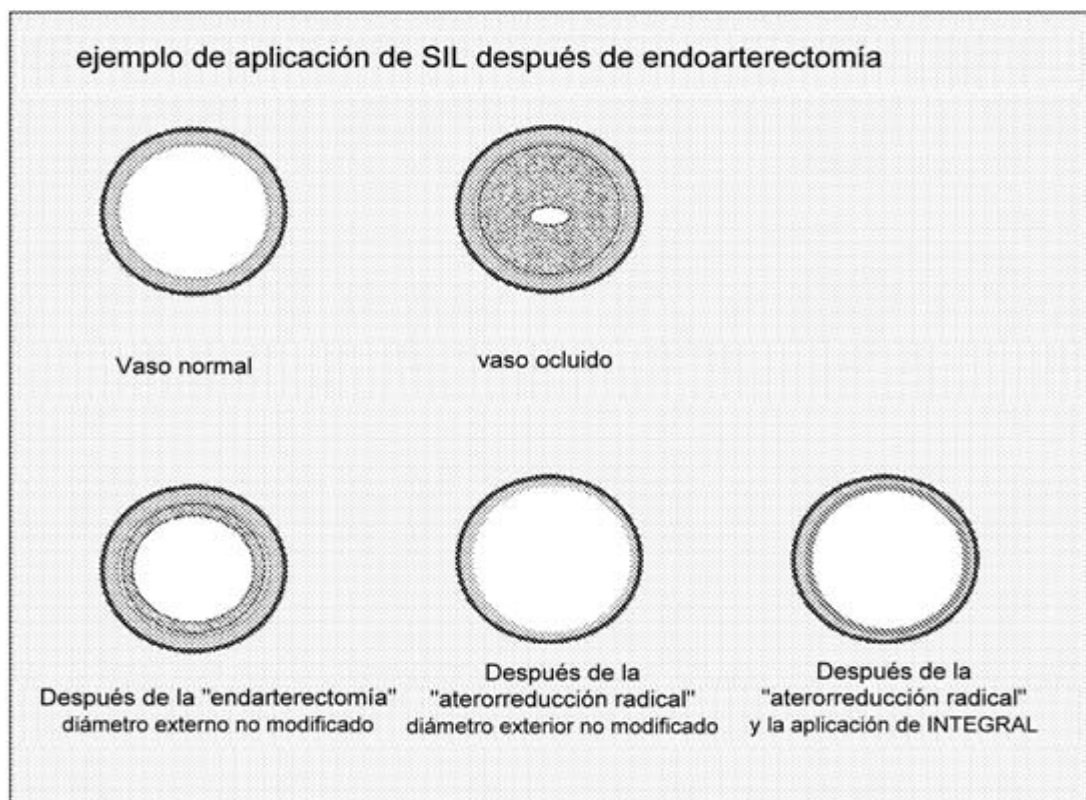 ejemplo de aplicación de SIL después de endoarterectomía
Vaso normal
vaso ocluido
Después de la "endarterectomía"
diámetro externo no modificado
Después de la
"aterorreducción radical"
diámetro exterior no modificado
Después de la
"aterorreducción radical"
y la aplicación de INTEGRAL